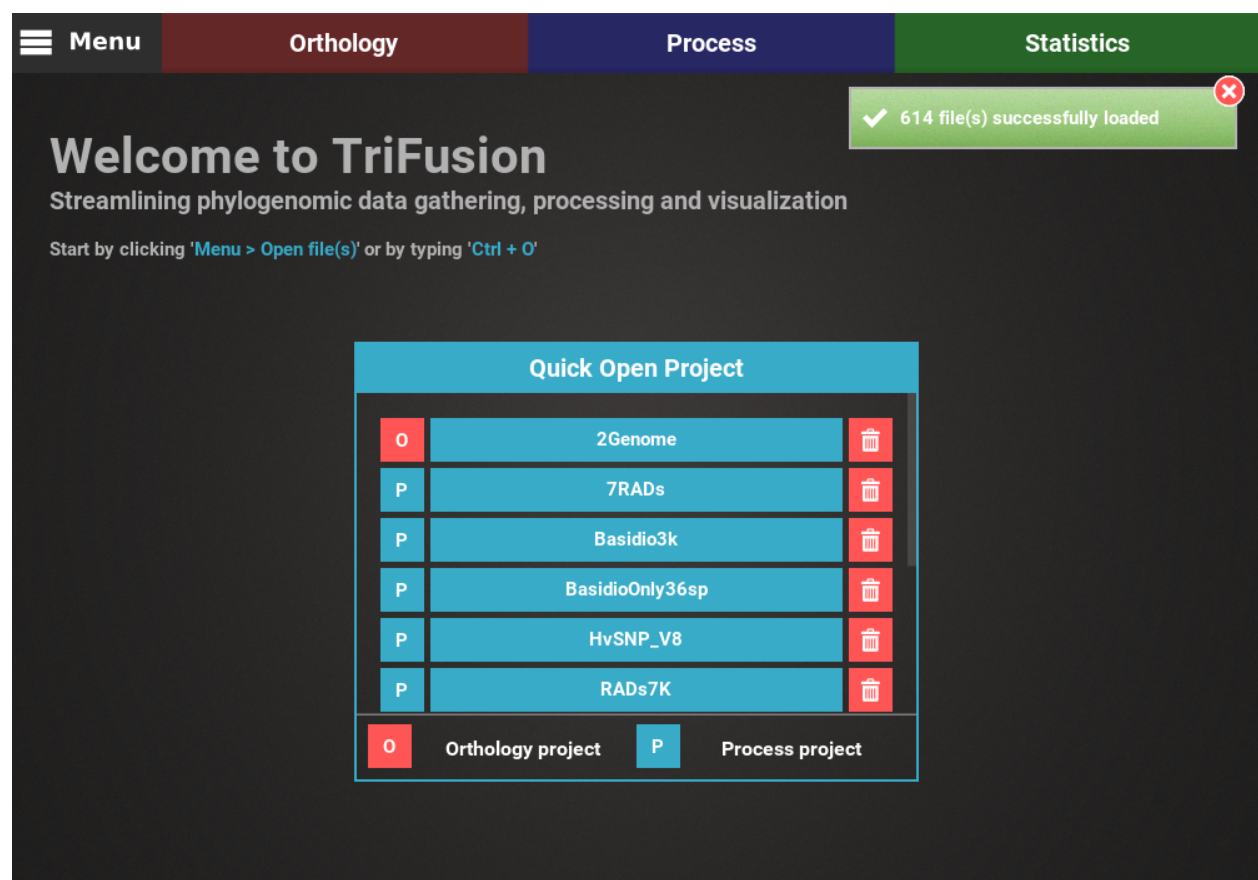 Menu
Orthology
Process
Statistics
614 file(s) successfully loaded
Welcome to TriFusion
Streamlining phylogenomic data gathering, processing and visualization
Start by clicking 'Menu > Open file(s)' or by typing 'Ctrl + O'
Quick Open Project
O 2Genome
P 7RADs
P Basidio3k
P BasidioOnly36sp
P HvSNP_V8
P RADs7K
O Orthology project P Process project